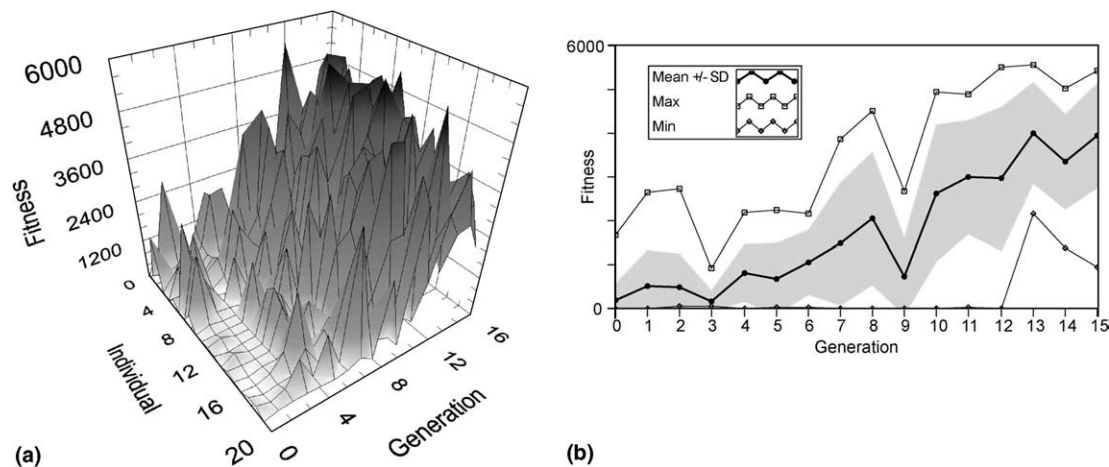 6000
4800
3600
2400
1200
0
Fitness
0
4
8
12
16
20
Individual
0
4
8
12
16
Generation
(a)
6000
0
Fitness
Mean +/- SD
Max
Min
0 1 2 3 4 5 6 7 8 9 10 11 12 13 14 15
Generation
(b)